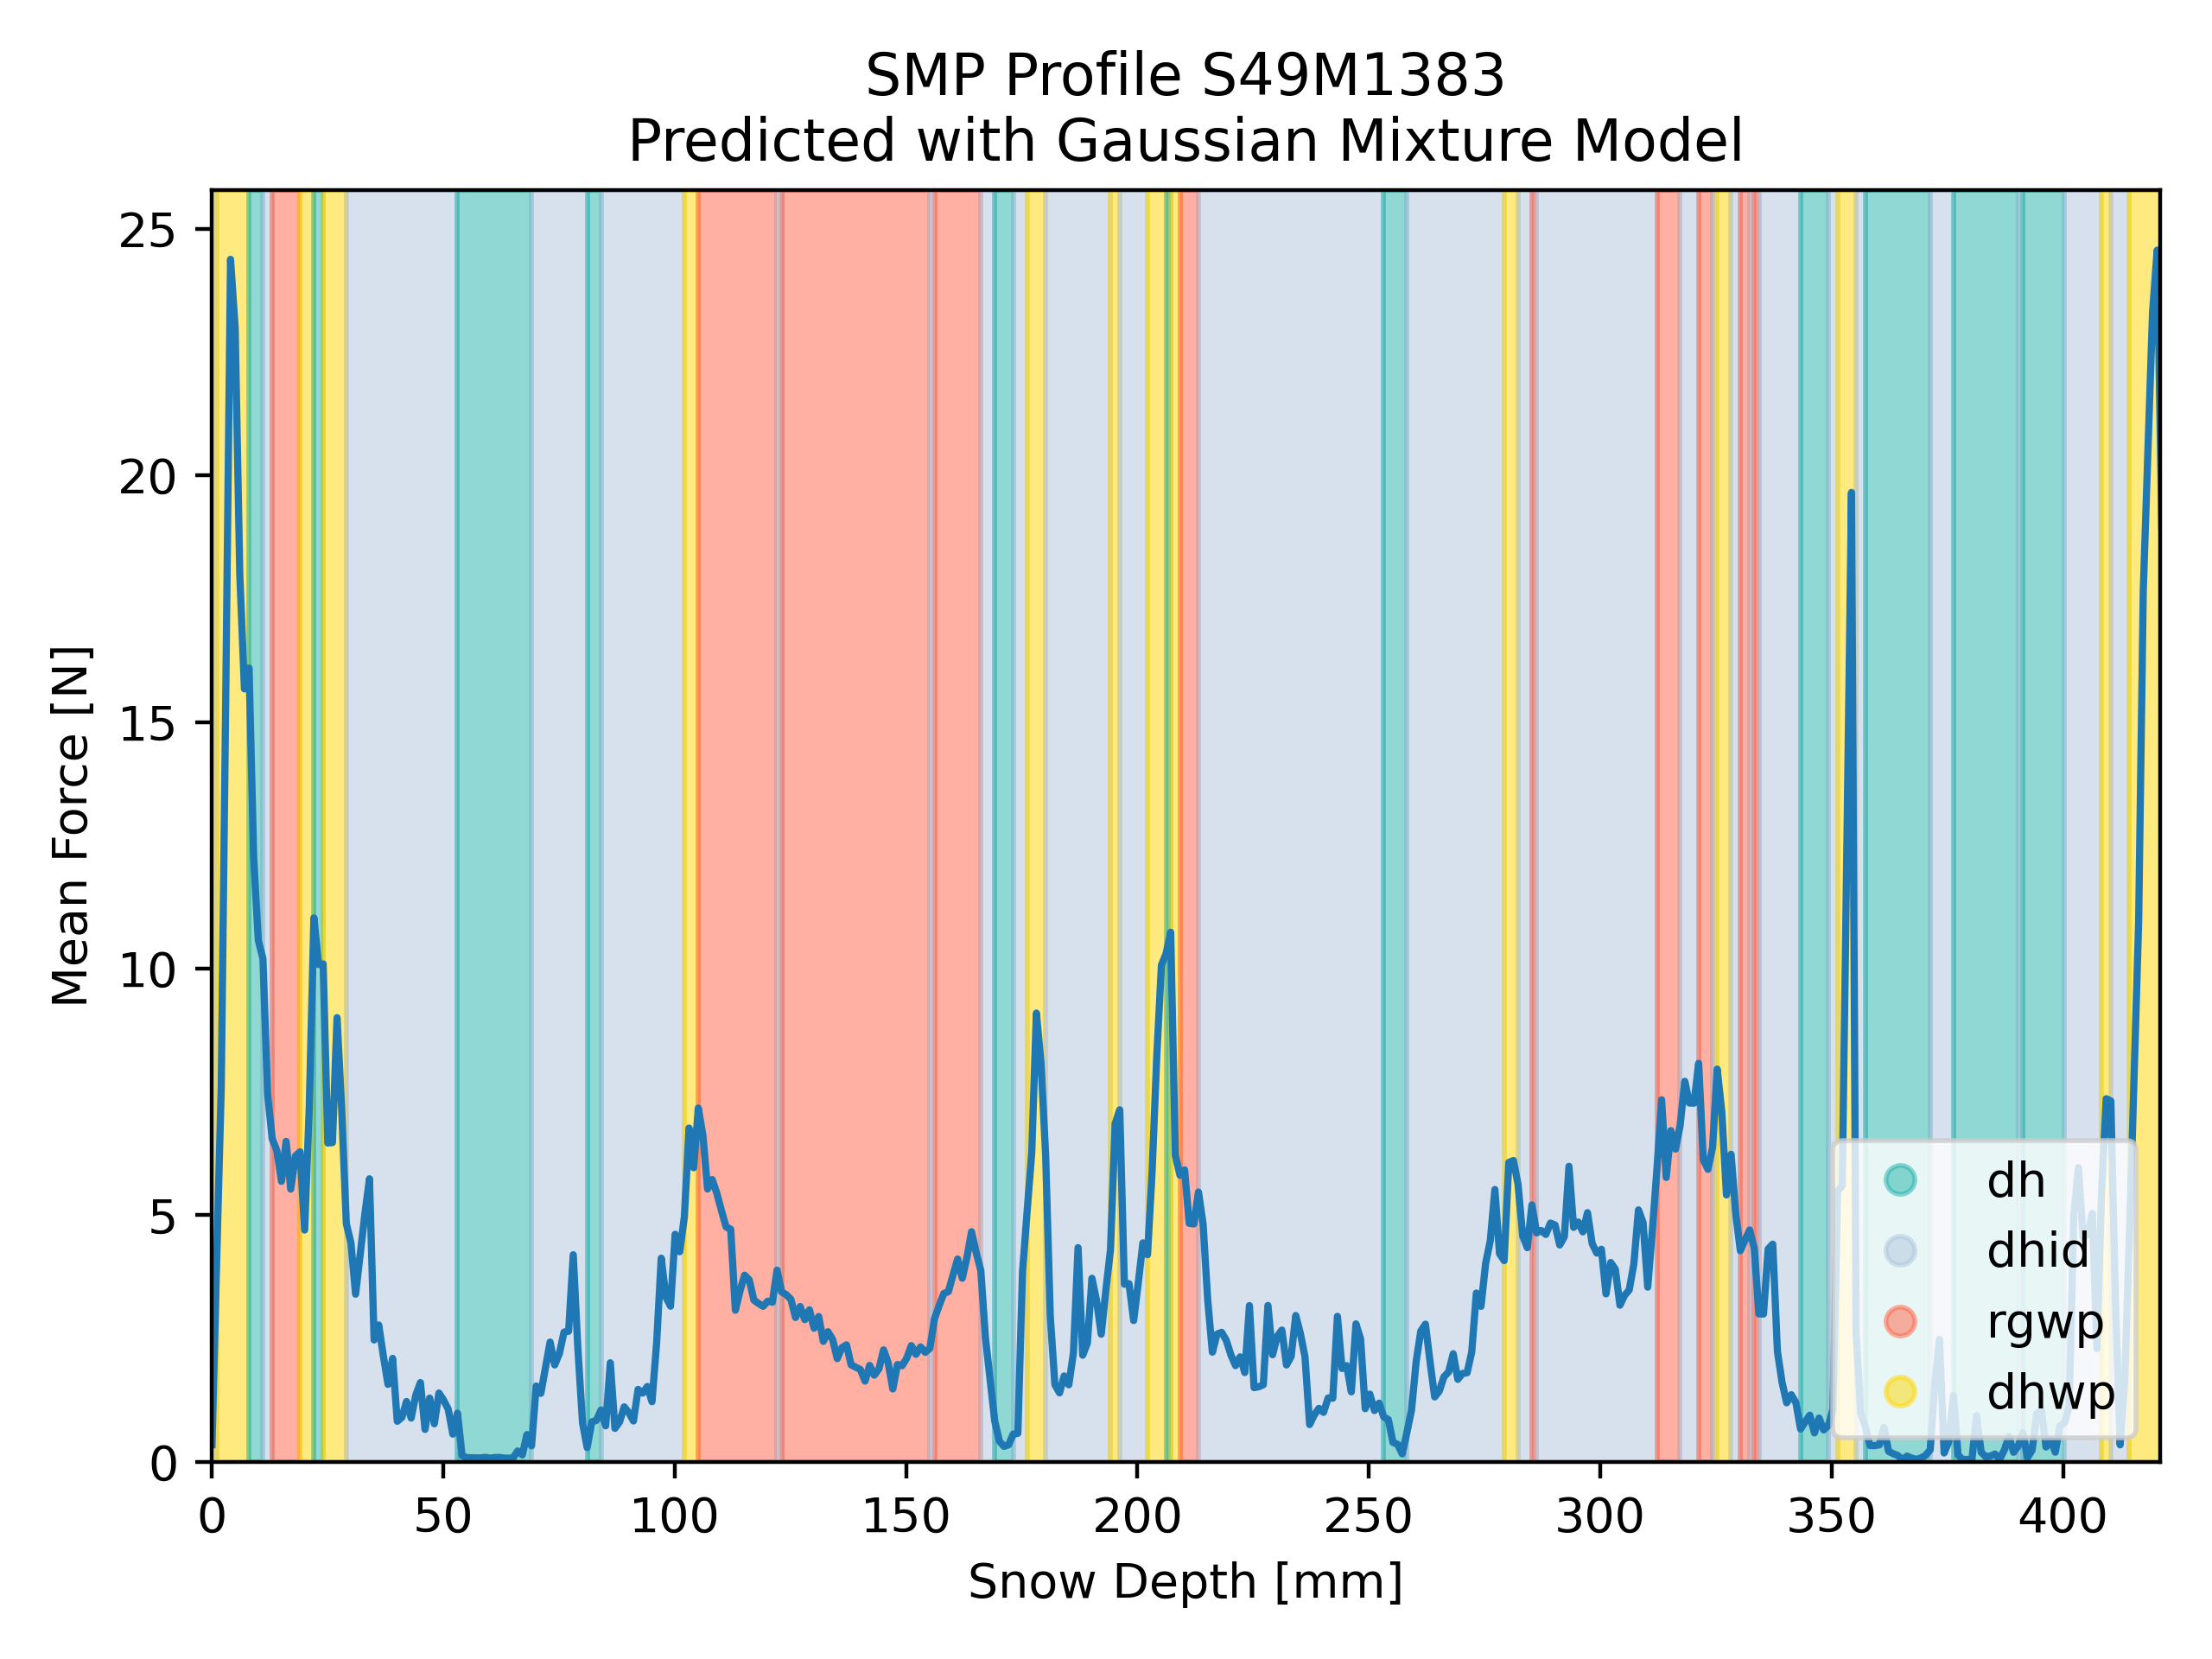 SMP Profile S49M1383
Predicted with Gaussian Mixture Model
Mean Force [N]
25
20
15
10
5
0
0 50 100 150 200 250 300 350 400
Snow Depth [mm]
dh
dhid
rgwp
dhwp